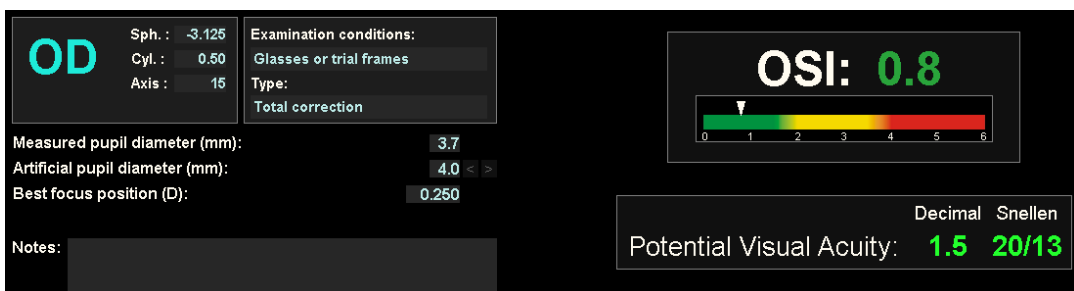 OD
Sph. : -3.125
Cyl. : 0.50
Axis : 15
Examination conditions:
Glasses or trial frames
Type:
Total correction
Measured pupil diameter (mm): 3.7
Artificial pupil diameter (mm): 4.0 < >
Best focus position (D): 0.250
Notes:
OSI: 0.8
0 1 2 3 4 5 6
Decimal Snellen
Potential Visual Acuity: 1.5 20/13